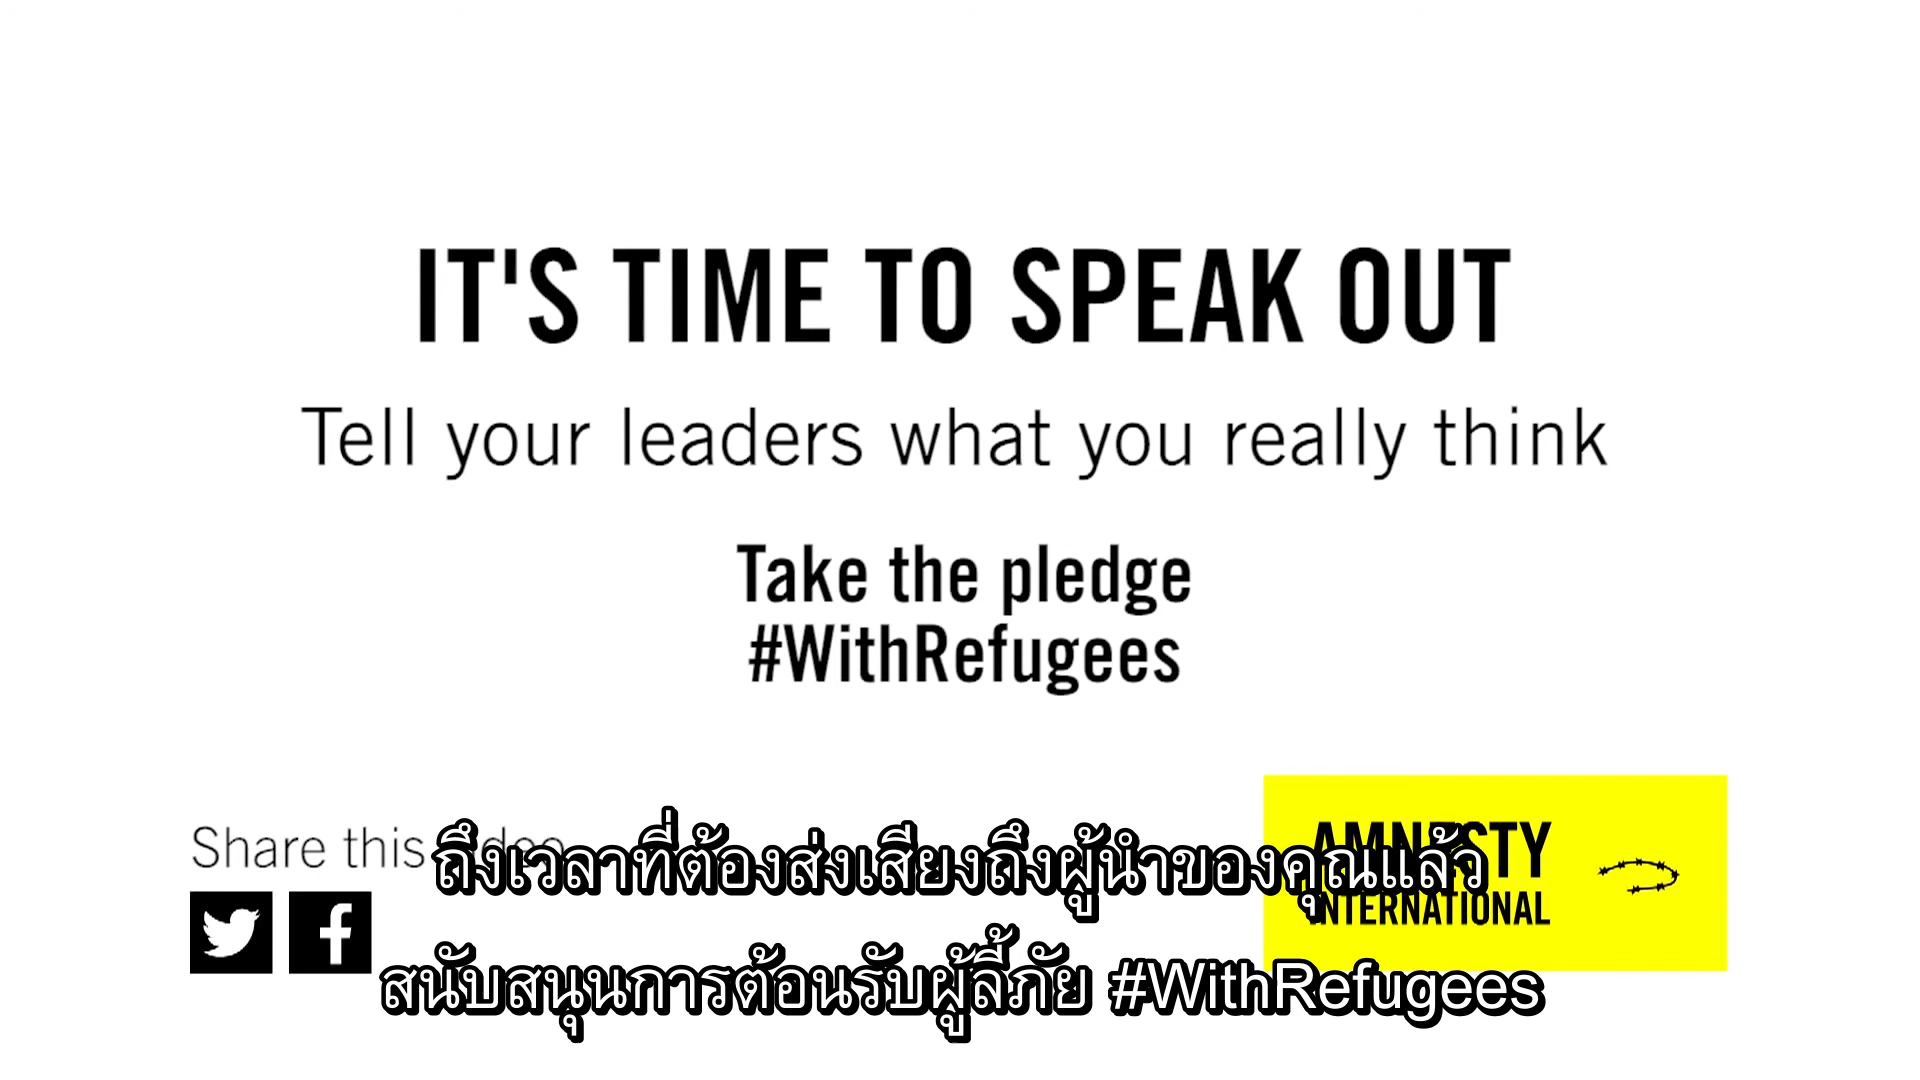 IT'S TIME TO SPEAK OUT
Tell your leaders what you really think
Take the pledge
#WithRefugees
Share this video
AMNESTY
INTERNATIONAL
ถึงเวลาที่ต้องส่งเสียงถึงผู้นำของคุณแล้ว
สนับสนุนการต้อนรับผู้ลี้ภัย #WithRefugees